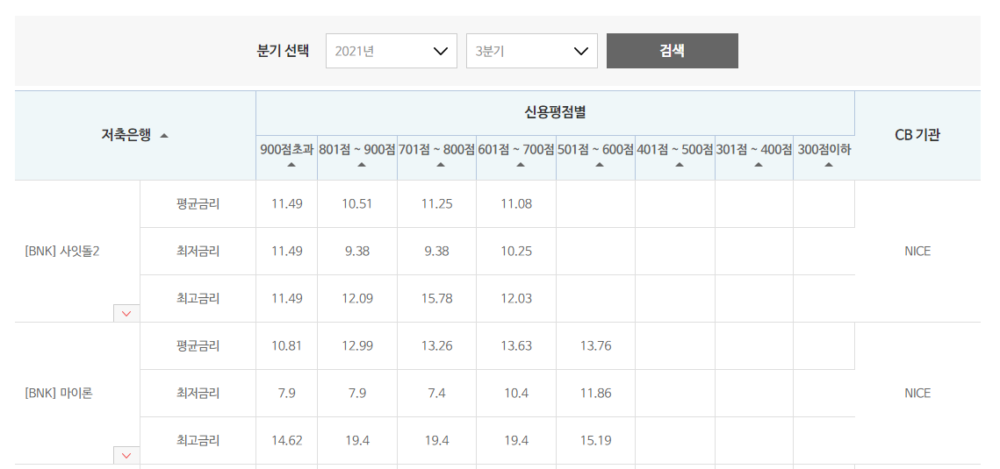 분기 선택 2021년 3분기 검색
저축은행 신용평점별 CB 기관
900점초과 801점 ~ 900점 701점 ~ 800점 601점 ~ 700점 501점 ~ 600점 401점 ~ 500점 301점 ~ 400점 300점이하
[BNK] 사잇돌2 NICE
평균금리 11.49 10.51 11.25 11.08
최저금리 11.49 9.38 9.38 10.25
최고금리 11.49 12.09 15.78 12.03
[BNK] 마이론 NICE
평균금리 10.81 12.99 13.26 13.63 13.76
최저금리 7.9 7.9 7.4 10.4 11.86
최고금리 14.62 19.4 19.4 19.4 15.19